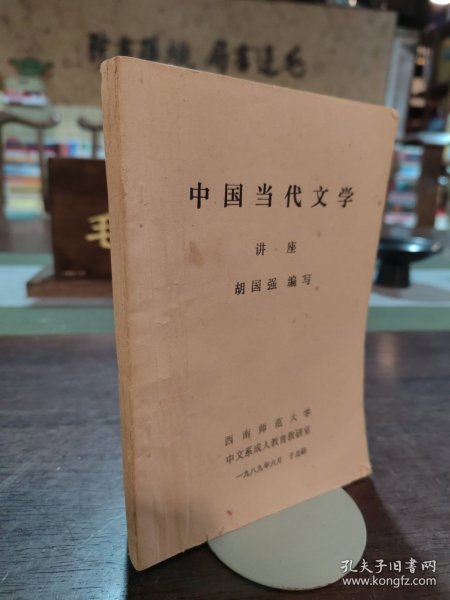 中国当代文学
讲座
胡国强 编写
西南师范大学
中文系成人教育教研室
一九八九年六月 于北碚
毛
孔夫子旧书网
www.kongfz.com